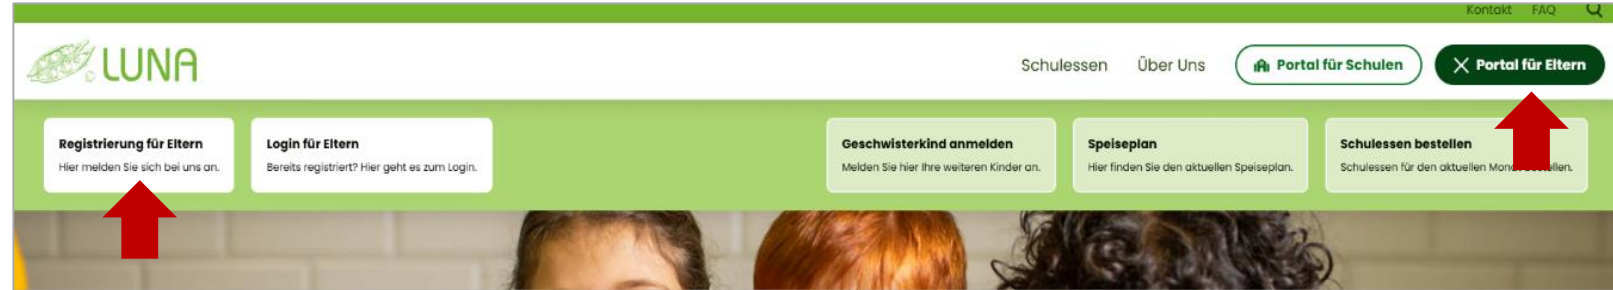 Kontakt FAQ
LUNA
Schulessen Über Uns Portal für Schulen Portal für Eltern
Registrierung für Eltern
Hier melden Sie sich bei uns an.
Login für Eltern
Bereits registriert? Hier geht es zum Login.
Geschwisterkind anmelden
Melden Sie hier Ihre weiteren Kinder an.
Speiseplan
Hier finden Sie den aktuellen Speiseplan.
Schulessen bestellen
Schulessen für den aktuellen